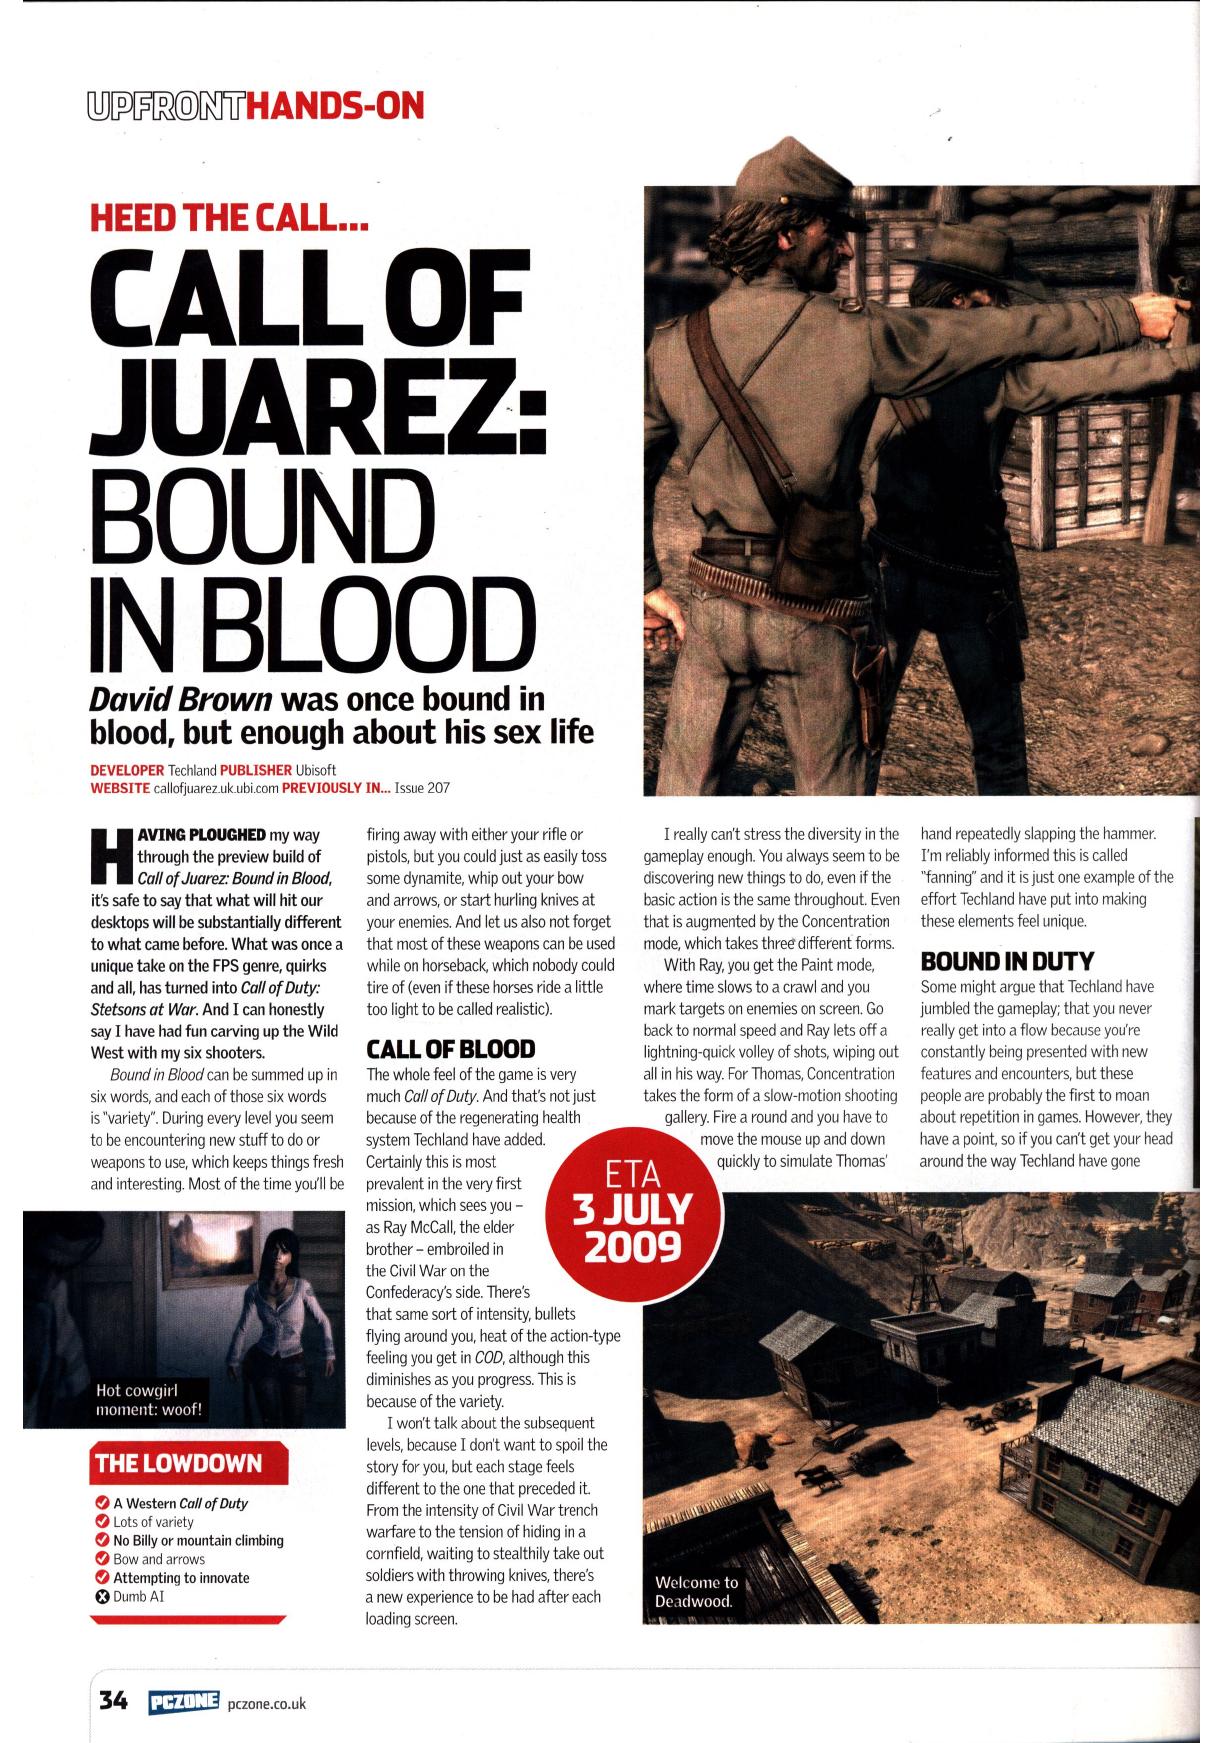 UPFRONTHANDS-ON
HEED THE CALL...
CALL OF
JUAREZ:
BOUND
IN BLOOD
David Brown was once bound in
blood, but enough about his sex life
DEVELOPER Techland PUBLISHER Ubisoft
WEBSITE callofjuarez.uk.ubi.com PREVIOUSLY IN... Issue 207
HAVING PLOUGHED my way
through the preview build of
Call of Juarez: Bound in Blood,
it's safe to say that what will hit our
desktops will be substantially different
to what came before. What was once a
unique take on the FPS genre, quirks
and all, has turned into Call of Duty:
Stetsons at War. And I can honestly
say I have had fun carving up the Wild
West with my six shooters.
Bound in Blood can be summed up in
six words, and each of those six words
is "variety". During every level you seem
to be encountering new stuff to do or
weapons to use, which keeps things fresh
and interesting. Most of the time you'll be
Hot cowgirl
moment: woof!
THE LOWDOWN
A Western Call of Duty
Lots of variety
No Billy or mountain climbing
Bow and arrows
Attempting to innovate
Dumb AI
firing away with either your rifle or
pistols, but you could just as easily toss
some dynamite, whip out your bow
and arrows, or start hurling knives at
your enemies. And let us also not forget
that most of these weapons can be used
while on horseback, which nobody could
tire of (even if these horses ride a little
too light to be called realistic).
CALL OF BLOOD
The whole feel of the game is very
much Call of Duty. And that's not just
because of the regenerating health
system Techland have added.
Certainly this is most
prevalent in the very first
mission, which sees you –
as Ray McCall, the elder
brother – embroiled in
the Civil War on the
Confederacy's side. There's
that same sort of intensity, bullets
flying around you, heat of the action-type
feeling you get in COD, although this
diminishes as you progress. This is
because of the variety.
I won't talk about the subsequent
levels, because I don't want to spoil the
story for you, but each stage feels
different to the one that preceded it.
From the intensity of Civil War trench
warfare to the tension of hiding in a
cornfield, waiting to stealthily take out
soldiers with throwing knives, there's
a new experience to be had after each
loading screen.
ETA
3 JULY
2009
I really can't stress the diversity in the
gameplay enough. You always seem to be
discovering new things to do, even if the
basic action is the same throughout. Even
that is augmented by the Concentration
mode, which takes three different forms.
With Ray, you get the Paint mode,
where time slows to a crawl and you
mark targets on enemies on screen. Go
back to normal speed and Ray lets off a
lightning-quick volley of shots, wiping out
all in his way. For Thomas, Concentration
takes the form of a slow-motion shooting
gallery. Fire a round and you have to
move the mouse up and down
quickly to simulate Thomas'
hand repeatedly slapping the hammer.
I'm reliably informed this is called
"fanning" and it is just one example of the
effort Techland have put into making
these elements feel unique.
BOUND IN DUTY
Some might argue that Techland have
jumbled the gameplay; that you never
really get into a flow because you're
constantly being presented with new
features and encounters, but these
people are probably the first to moan
about repetition in games. However, they
have a point, so if you can't get your head
around the way Techland have gone
Welcome to
Deadwood.
34 PCZONE pczone.co.uk